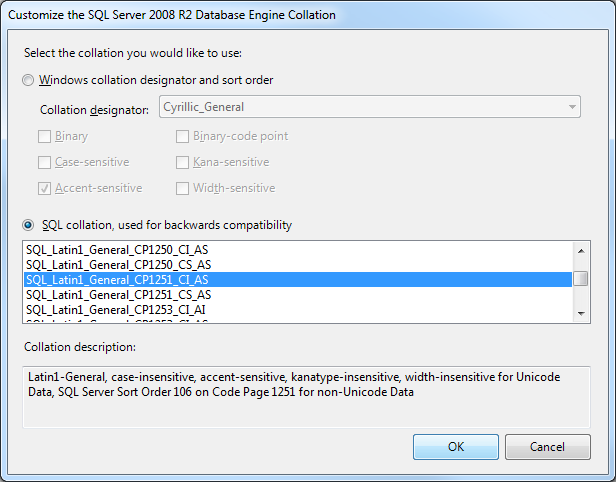 Customize the SQL Server 2008 R2 Database Engine Collation
Select the collation you would like to use:
Windows collation designator and sort order
Collation designator: Cyrillic_General
Binary Binary-code point
Case-sensitive Kana-sensitive
Accent-sensitive Width-sensitive
SQL collation, used for backwards compatibility
SQL_Latin1_General_CP1250_CI_AS
SQL_Latin1_General_CP1250_CS_AS
SQL_Latin1_General_CP1251_CI_AS
SQL_Latin1_General_CP1251_CS_AS
SQL_Latin1_General_CP1253_CI_AI
SQL_Latin1_General_CP1253_CI_AS
Collation description:
Latin1-General, case-insensitive, accent-sensitive, kanatype-insensitive, width-insensitive for Unicode
Data, SQL Server Sort Order 106 on Code Page 1251 for non-Unicode Data
OK Cancel